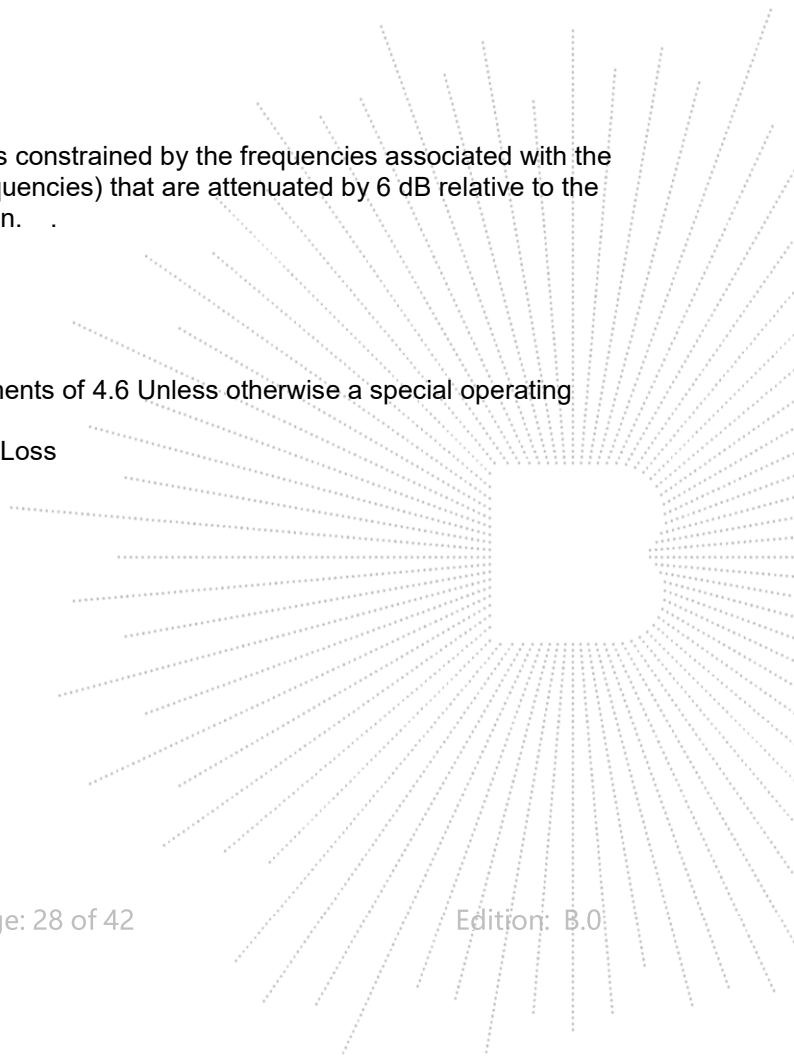 s constrained by the frequencies associated with the
quencies) that are attenuated by 6 dB relative to the
n. .
nents of 4.6 Unless otherwise a special operating
Loss
ge: 28 of 42 Edition: B.0